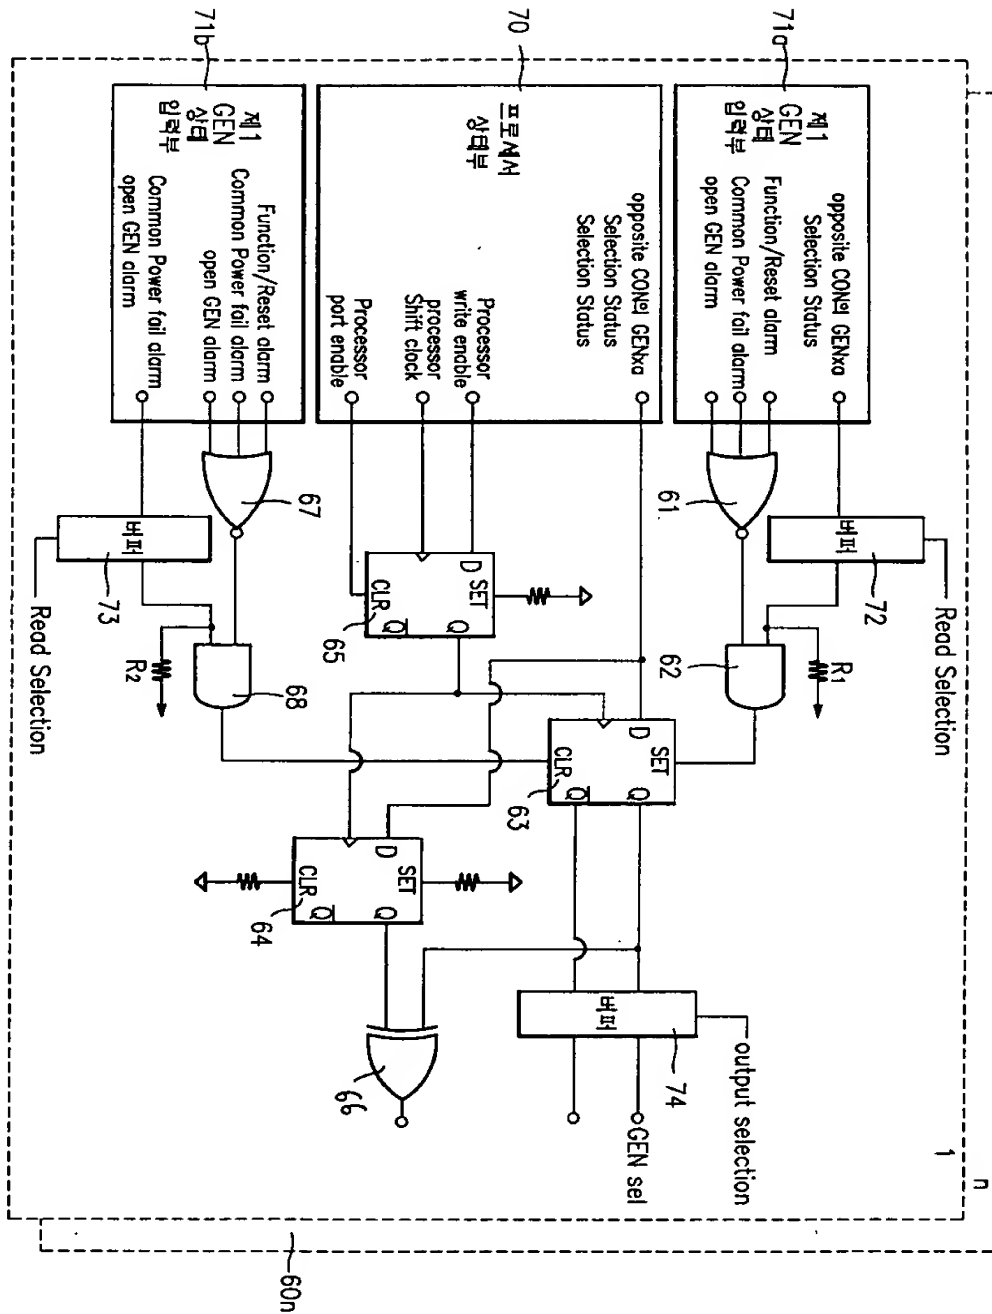 71a
제1
GEN
상태
입력부
opposite CON의 GENxa
Selection Status
Function/Reset alarm
Common Power fail alarm
open GEN alarm
70
프로세서
상태부
opposite CON의 GENxa
Selection Status
Selection Status
Processor
write enable
processor
Shift clock
Processor
port enable
71b
제1
GEN
상태
입력부
Function/Reset alarm
Common Power fail alarm
open GEN alarm
Common Power fail alarm
open GEN alarm
Read Selection
버퍼
72
61
62
R1
SET
D
CLR
Q
Q
65
SET
D
CLR
Q
Q
63
SET
D
CLR
Q
Q
64
67
버퍼
73
Read Selection
68
R2
버퍼
74
output selection
GEN sel
66
1
n
60n